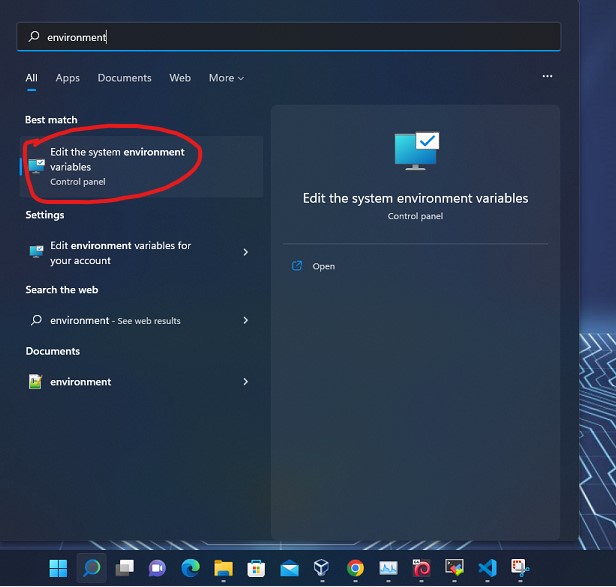 environment
All Apps Documents Web More
Best match
Edit the system environment
variables
Control panel
Settings
Edit environment variables for
your account
Search the web
environment - See web results
Documents
environment
Edit the system environment variables
Control panel
Open